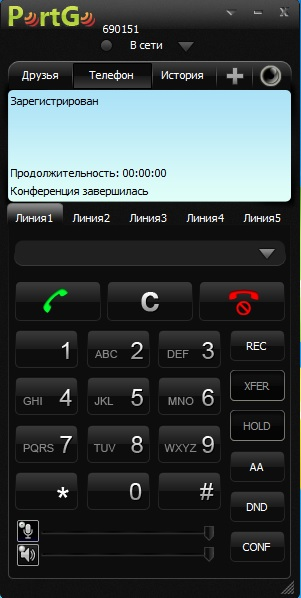 PortGo
690151
В сети
Друзья Телефон История
Зарегистрирован
Продолжительность: 00:00:00
Конференция завершилась
Линия1 Линия2 Линия3 Линия4 Линия5
C
1 ABC 2 DEF 3 REC
GHI 4 JKL 5 MNO 6 XFER
PQRS 7 TUV 8 WXYZ 9 HOLD
* 0 # AA
DND
CONF